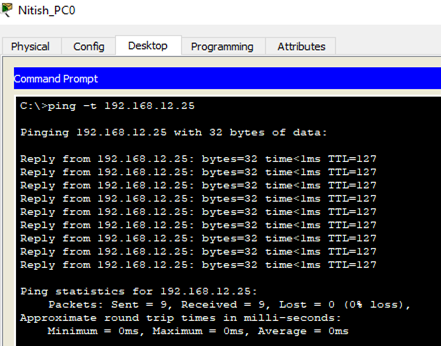 Nitish_PC0
Physical Config Desktop Programming Attributes
Command Prompt
C:\>ping -t 192.168.12.25
Pinging 192.168.12.25 with 32 bytes of data:
Reply from 192.168.12.25: bytes=32 time<1ms TTL=127
Reply from 192.168.12.25: bytes=32 time<1ms TTL=127
Reply from 192.168.12.25: bytes=32 time<1ms TTL=127
Reply from 192.168.12.25: bytes=32 time<1ms TTL=127
Reply from 192.168.12.25: bytes=32 time<1ms TTL=127
Reply from 192.168.12.25: bytes=32 time<1ms TTL=127
Reply from 192.168.12.25: bytes=32 time<1ms TTL=127
Reply from 192.168.12.25: bytes=32 time<1ms TTL=127
Reply from 192.168.12.25: bytes=32 time<1ms TTL=127
Ping statistics for 192.168.12.25:
Packets: Sent = 9, Received = 9, Lost = 0 (0% loss),
Approximate round trip times in milli-seconds:
Minimum = 0ms, Maximum = 0ms, Average = 0ms